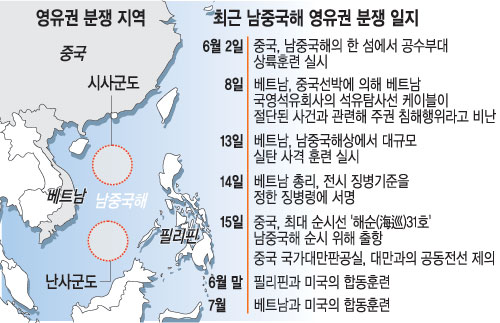 영유권 분쟁 지역
중국
시사군도
베트남
남중국해
필리핀
난사군도
최근 남중국해 영유권 분쟁 일지
6월 2일 중국, 남중국해의 한 섬에서 공수부대
상륙훈련 실시
8일 베트남, 중국선박에 의해 베트남
국영석유회사의 석유탐사선 케이블이
절단된 사건과 관련해 주권 침해행위라고 비난
13일 베트남, 남중국해상에서 대규모
실탄 사격 훈련 실시
14일 베트남 총리, 전시 징병기준을
정한 징병령에 서명
15일 중국, 최대 순시선 '해순(海巡)31호'
남중국해 순시 위해 출항
중국 국가대만판공실, 대만과의 공동전선 제의
6월 말 필리핀과 미국의 합동훈련
7월 베트남과 미국의 합동훈련